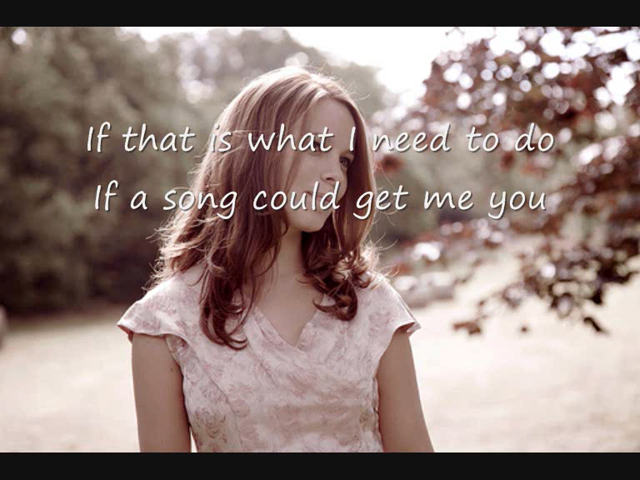 If that is what I need to do
If a song could get me you